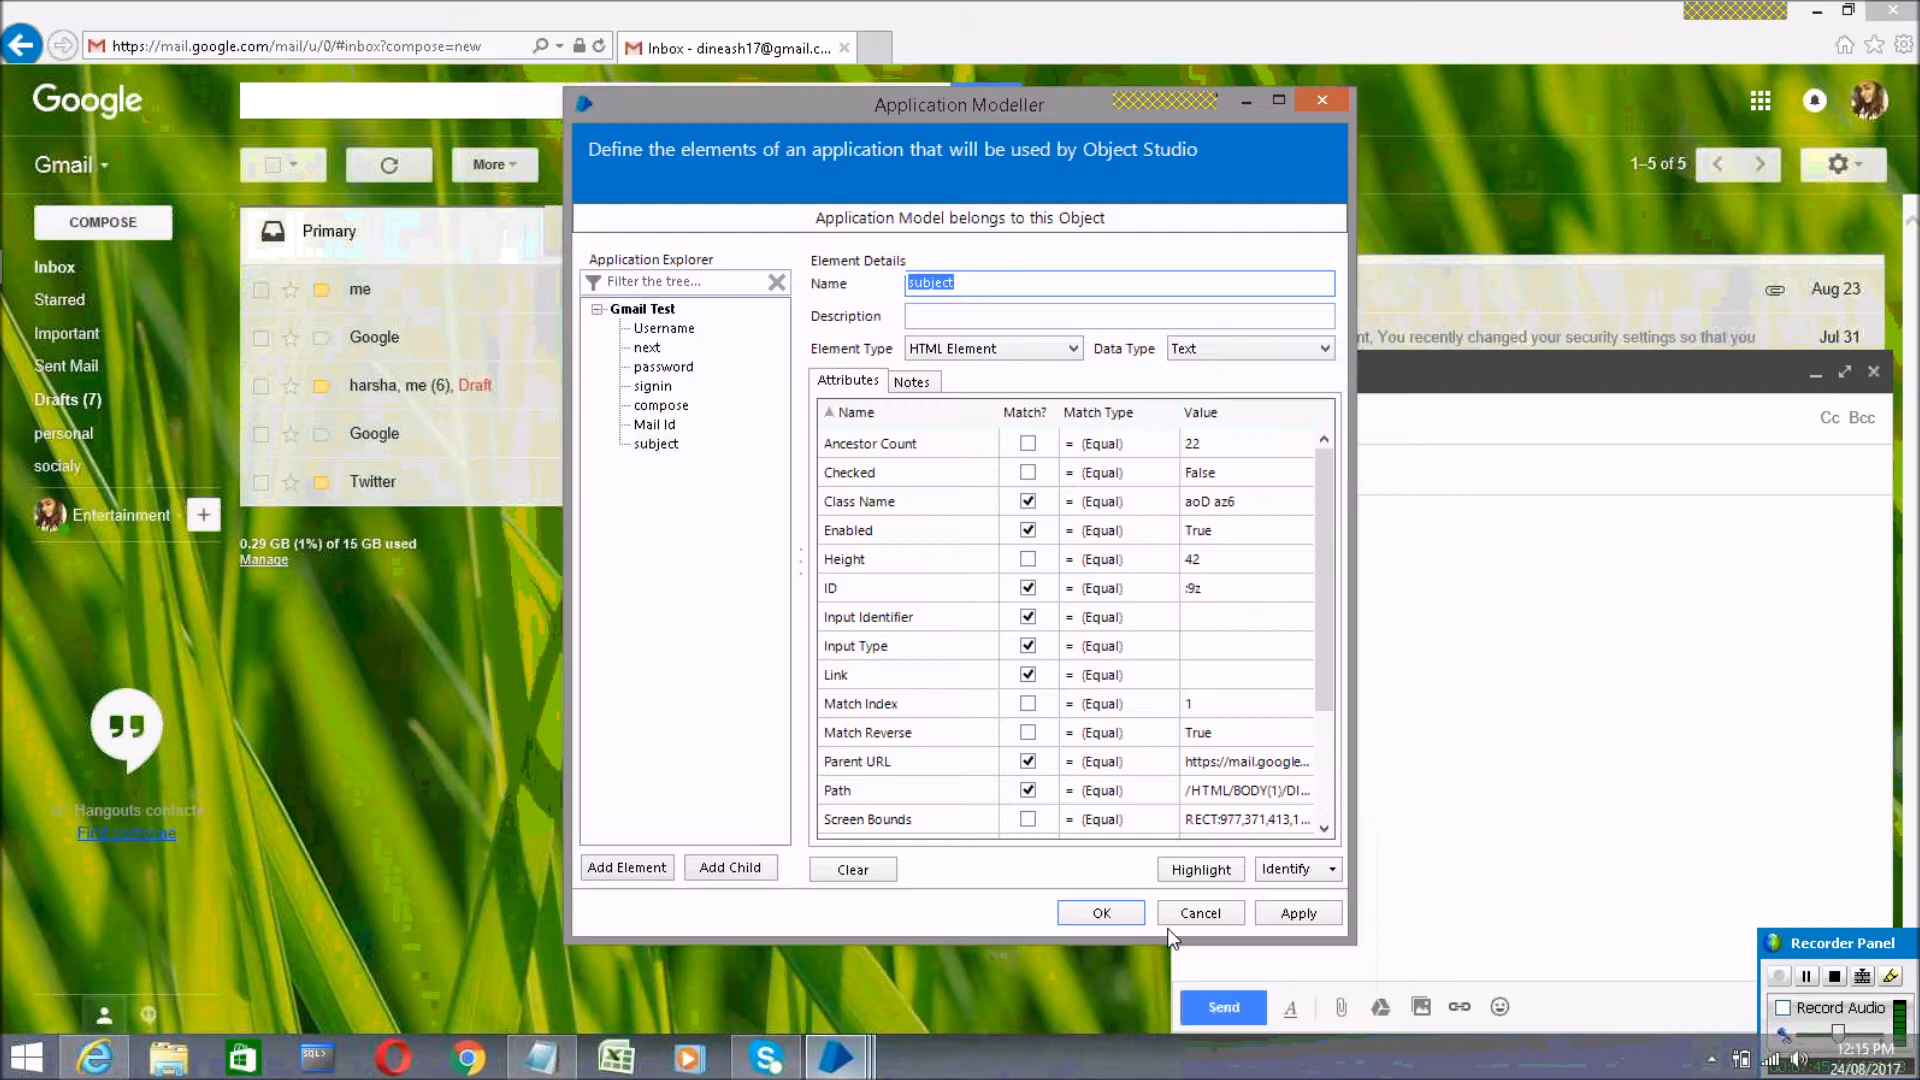 https://mail.google.com/mail/u/0/#inbox?compose=new
Inbox - dineash17@gmail.c...
Google
Gmail
More
1–5 of 5
COMPOSE
Inbox
Starred
Important
Sent Mail
Drafts (7)
personal
socialy
Entertainment
+
Primary
me
Google
harsha, me (6), Draft
Google
Twitter
0.29 GB (1%) of 15 GB used
Manage
Hangouts contacts
Find someone
Application Modeller
Define the elements of an application that will be used by Object Studio
Application Model belongs to this Object
Application Explorer
Filter the tree...
Gmail Test
Username
next
password
signin
compose
Mail Id
subject
Add Element
Add Child
Element Details
Name subject
Description
Element Type HTML Element Data Type Text
Attributes Notes
Name Match? Match Type Value
Ancestor Count = (Equal) 22
Checked = (Equal) False
Class Name = (Equal) aoD az6
Enabled = (Equal) True
Height = (Equal) 42
ID = (Equal) :9z
Input Identifier = (Equal)
Input Type = (Equal)
Link = (Equal)
Match Index = (Equal) 1
Match Reverse = (Equal) True
Parent URL = (Equal) https://mail.google...
Path = (Equal) /HTML/BODY(1)/DI...
Screen Bounds = (Equal) RECT:977,371,413,1...
Clear
Highlight
Identify
OK
Cancel
Apply
Aug 23
nt, You recently changed your security settings so that you Jul 31
Cc Bcc
Send
Recorder Panel
Record Audio
SQL>
12:15 PM
24/08/2017